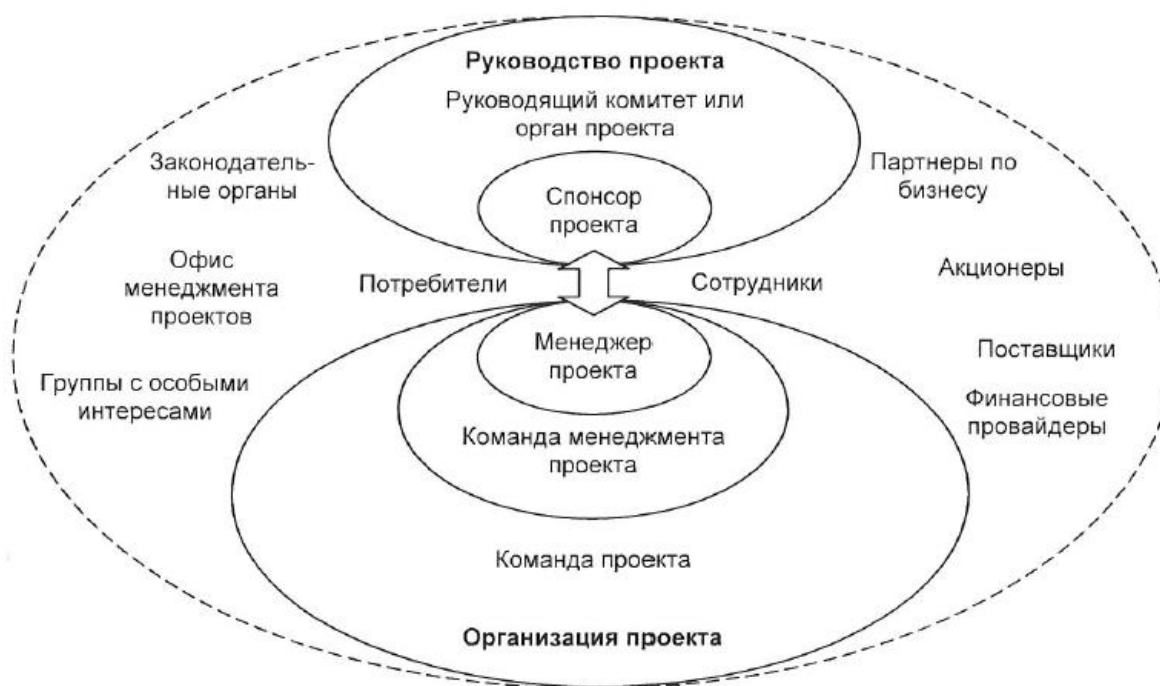 Руководство проекта
Руководящий комитет или
орган проекта
Законодатель-
ные органы
Партнеры по
бизнесу
Спонсор
проекта
Офис
менеджмента
проектов
Потребители
Сотрудники
Акционеры
Менеджер
проекта
Поставщики
Группы с особыми
интересами
Финансовые
провайдеры
Команда менеджмента
проекта
Команда проекта
Организация проекта